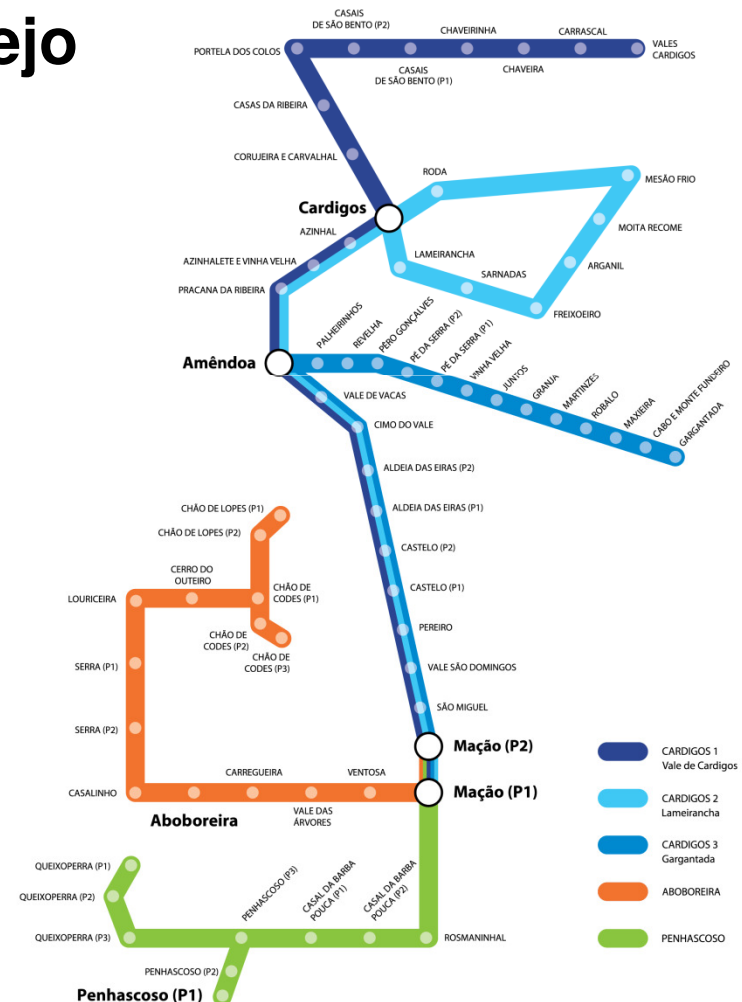 ejo
CASAIS
DE SÃO BENTO (P2)
CHAVEIRINHA
CARRASCAL
PORTELA DOS COLOS
VALES
CARDIGOS
CASAIS
DE SÃO BENTO (P1)
CHAVEIRA
CASAS DA RIBEIRA
CORUJEIRA E CARVALHAL
RODA
MESÃO FRIO
Cardigos
MOITA RECOME
AZINHAL
LAMEIRANCHA
AZINHALETE E VINHA VELHA
ARGANIL
SARNADAS
PRACANA DA RIBEIRA
FREIXOEIRO
Amêndoa
PALHEIRINHOS
REVELHA
PÊRO GONÇALVES
PÉ DA SERRA (P2)
PÉ DA SERRA (P1)
VINHA VELHA
JUNTOS
GRANJA
MARTINZES
ROBALO
MAXIEIRA
CABO E MONTE FUNDEIRO
GARGANTADA
VALE DE VACAS
CIMO DO VALE
ALDEIA DAS EIRAS (P2)
ALDEIA DAS EIRAS (P1)
CASTELO (P2)
CASTELO (P1)
PEREIRO
VALE SÃO DOMINGOS
SÃO MIGUEL
CHÃO DE LOPES (P1)
CHÃO DE LOPES (P2)
CERRO DO
OUTEIRO
LOURICEIRA
CHÃO DE
CODES (P1)
CHÃO DE
CODES (P2)
CHÃO DE
CODES (P3)
SERRA (P1)
SERRA (P2)
CASALINHO
CARREGUEIRA
VENTOSA
VALE DAS
ÁRVORES
Aboboreira
Mação (P2)
Mação (P1)
CARDIGOS 1
Vale de Cardigos
CARDIGOS 2
Lameirancha
CARDIGOS 3
Gargantada
ABOBOREIRA
PENHASCOSO
QUEIXOPERRA (P1)
QUEIXOPERRA (P2)
QUEIXOPERRA (P3)
PENHASCOSO (P3)
CASAL DA BARBA
POUCA (P1)
CASAL DA BARBA
POUCA (P2)
ROSMANINHAL
PENHASCOSO (P2)
Penhascoso (P1)